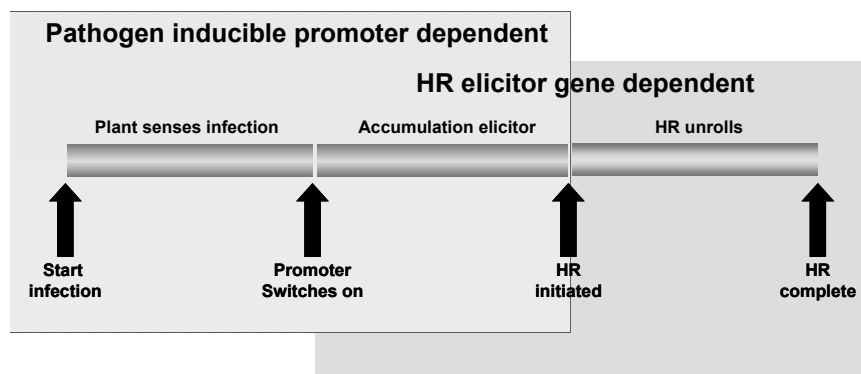 Pathogen inducible promoter dependent
HR elicitor gene dependent
Plant senses infection
Accumulation elicitor
HR unrolls
Start
infection
Promoter
Switches on
HR
initiated
HR
complete